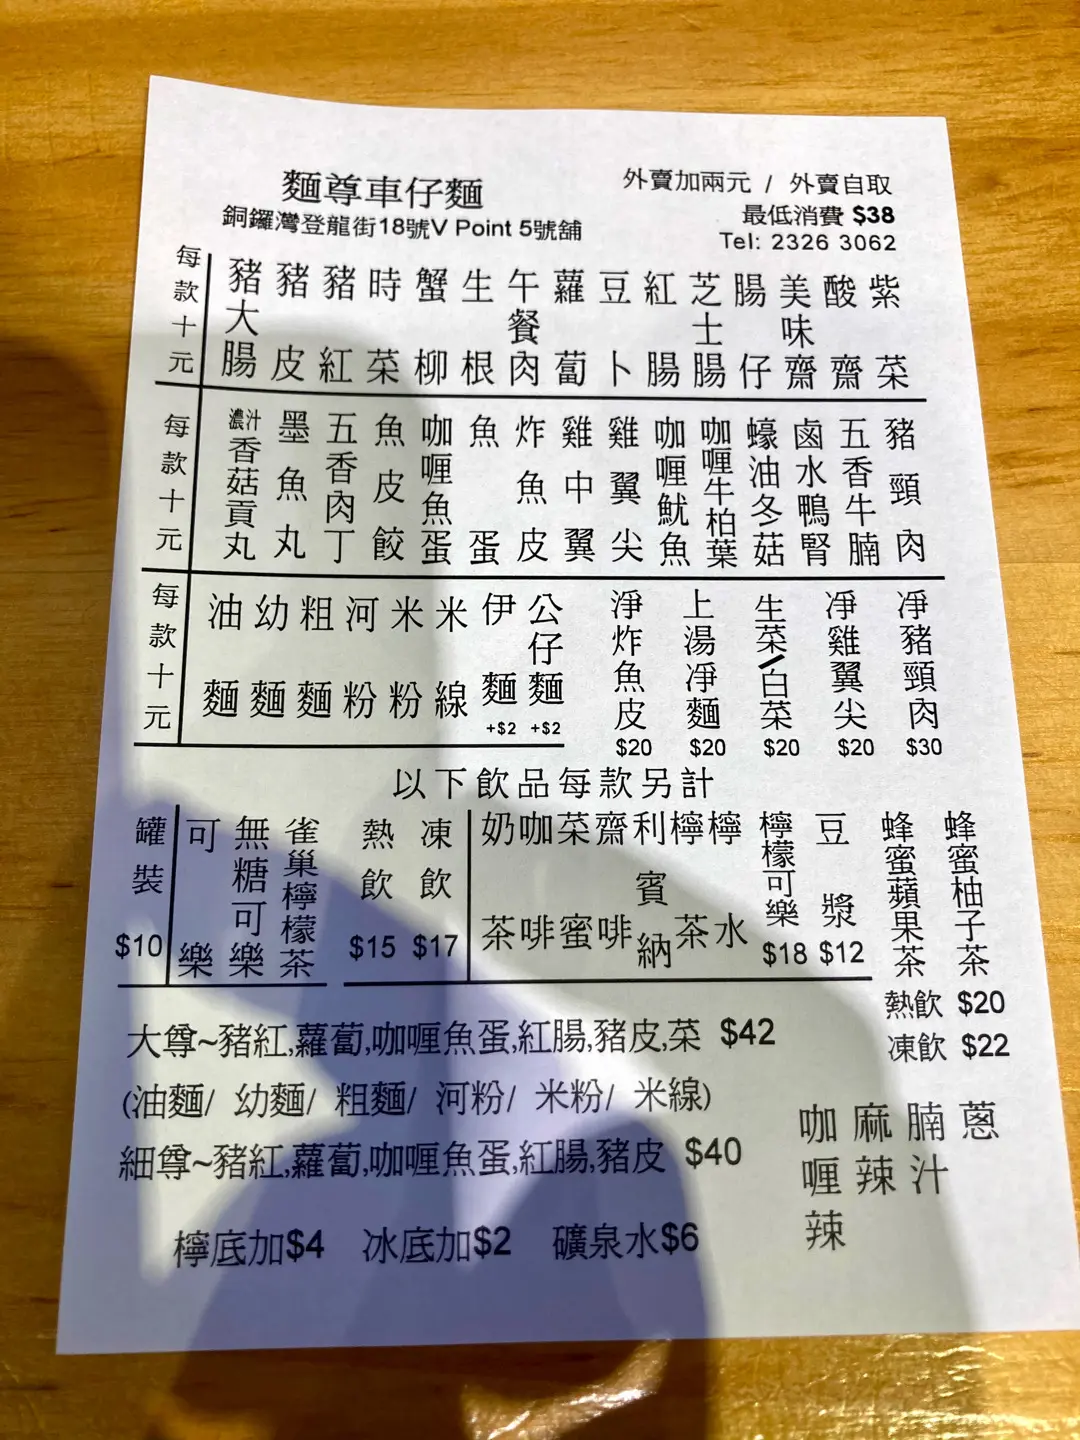 麵尊車仔麵
銅鑼灣登龍街18號V Point 5號舖
外賣加兩元 / 外賣自取
最低消費 $38
Tel: 2326 3062
每款十元
豬大腸
豬皮
豬紅
時菜
蟹柳
生根
午餐肉
蘿蔔
豆卜
紅腸
芝士腸
腸仔
美味齋
酸齋
紫菜
每款十元
濃汁香菇貢丸
墨魚丸
五香肉丁
魚皮餃
咖喱魚蛋
魚蛋
炸魚皮
雞中翼
雞翼尖
咖喱魷魚
咖喱牛柏葉
蠔油冬菇
鹵水鴨腎
五香牛腩
豬頸肉
每款十元
油麵
幼麵
粗麵
河粉
米粉
米線
伊麵 +$2
公仔麵 +$2
淨炸魚皮 $20
上湯淨麵 $20
生菜/白菜 $20
淨雞翼尖 $20
淨豬頸肉 $30
以下飲品每款另計
罐裝 $10
可樂
無糖可樂
雀巢檸檬茶
熱飲 $15
凍飲 $17
奶茶
咖啡
菜蜜
齋啡
利賓納
檸茶
檸水
檸檬可樂 $18
豆漿 $12
蜂蜜蘋果茶
蜂蜜柚子茶
熱飲 $20
凍飲 $22
大尊~豬紅,蘿蔔,咖喱魚蛋,紅腸,豬皮,菜 $42
(油麵/ 幼麵/ 粗麵/ 河粉/ 米粉/ 米線)
細尊~豬紅,蘿蔔,咖喱魚蛋,紅腸,豬皮 $40
咖喱辣
麻辣
腩汁
蔥
檸底加$4 冰底加$2 礦泉水$6